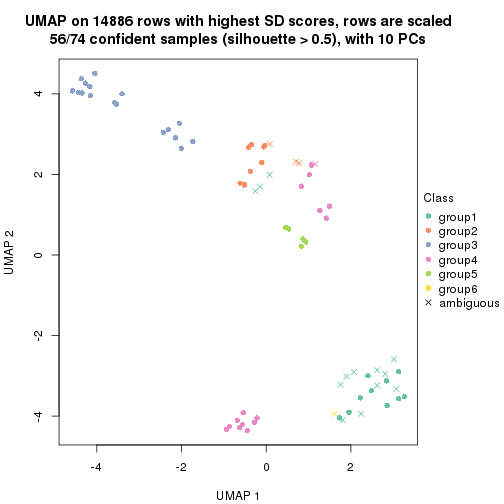 UMAP on 14886 rows with highest SD scores, rows are scaled
56/74 confident samples (silhouette > 0.5), with 10 PCs
4
2
0
-2
-4
UMAP 2
-4
-2
0
2
UMAP 1
Class
group1
group2
group3
group4
group5
group6
ambiguous